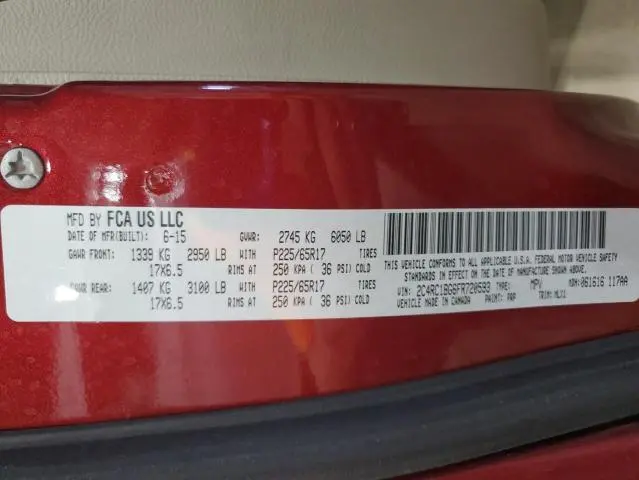 MFD BY FCA US LLC
DATE OF MFR(BUILT): 6-15 GVWR: 2745 KG 6050 LB
GAWR FRONT: 1339 KG 2950 LB WITH P225/65R17 TIRES
17X6.5 RIMS AT 250 KPA ( 36 PSI) COLD
GAWR REAR: 1407 KG 3100 LB WITH P225/65R17 TIRES
17X6.5 RIMS AT 250 KPA ( 36 PSI) COLD
THIS VEHICLE CONFORMS TO ALL APPLICABLE U.S.A. FEDERAL MOTOR VEHICLE SAFETY
STANDARDS IN EFFECT ON THE DATE OF MANUFACTURE SHOWN ABOVE.
VIN: 2C4RC1BG6FR720593 TYPE: MPV MDH: 061616 117AA
VEHICLE MADE IN CANADA PAINT: PRP TRIM: